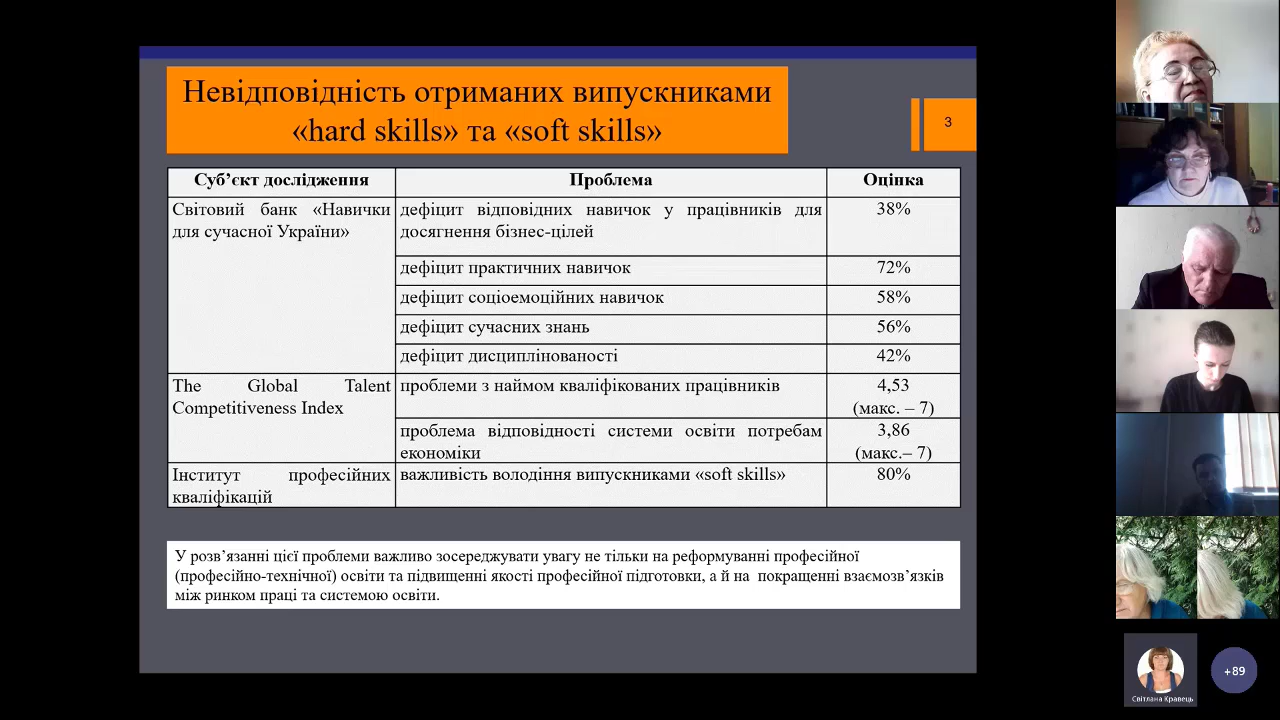 Невідповідність отриманих випускниками
«hard skills» та «soft skills»
3
Суб’єкт дослідження Проблема Оцінка
Світовий банк «Навички для сучасної України»
дефіцит відповідних навичок у працівників для досягнення бізнес-цілей 38%
дефіцит практичних навичок 72%
дефіцит соціоемоційних навичок 58%
дефіцит сучасних знань 56%
дефіцит дисциплінованості 42%
The Global Talent Competitiveness Index
проблеми з наймом кваліфікованих працівників 4,53 (макс. – 7)
проблема відповідності системи освіти потребам економіки 3,86 (макс.– 7)
Інститут професійних кваліфікацій
важливість володіння випускниками «soft skills» 80%
У розв’язанні цієї проблеми важливо зосереджувати увагу не тільки на реформуванні професійної
(професійно-технічної) освіти та підвищенні якості професійної підготовки, а й на покращенні взаємозв’язків
між ринком праці та системою освіти.
Світлана Кравець
+89